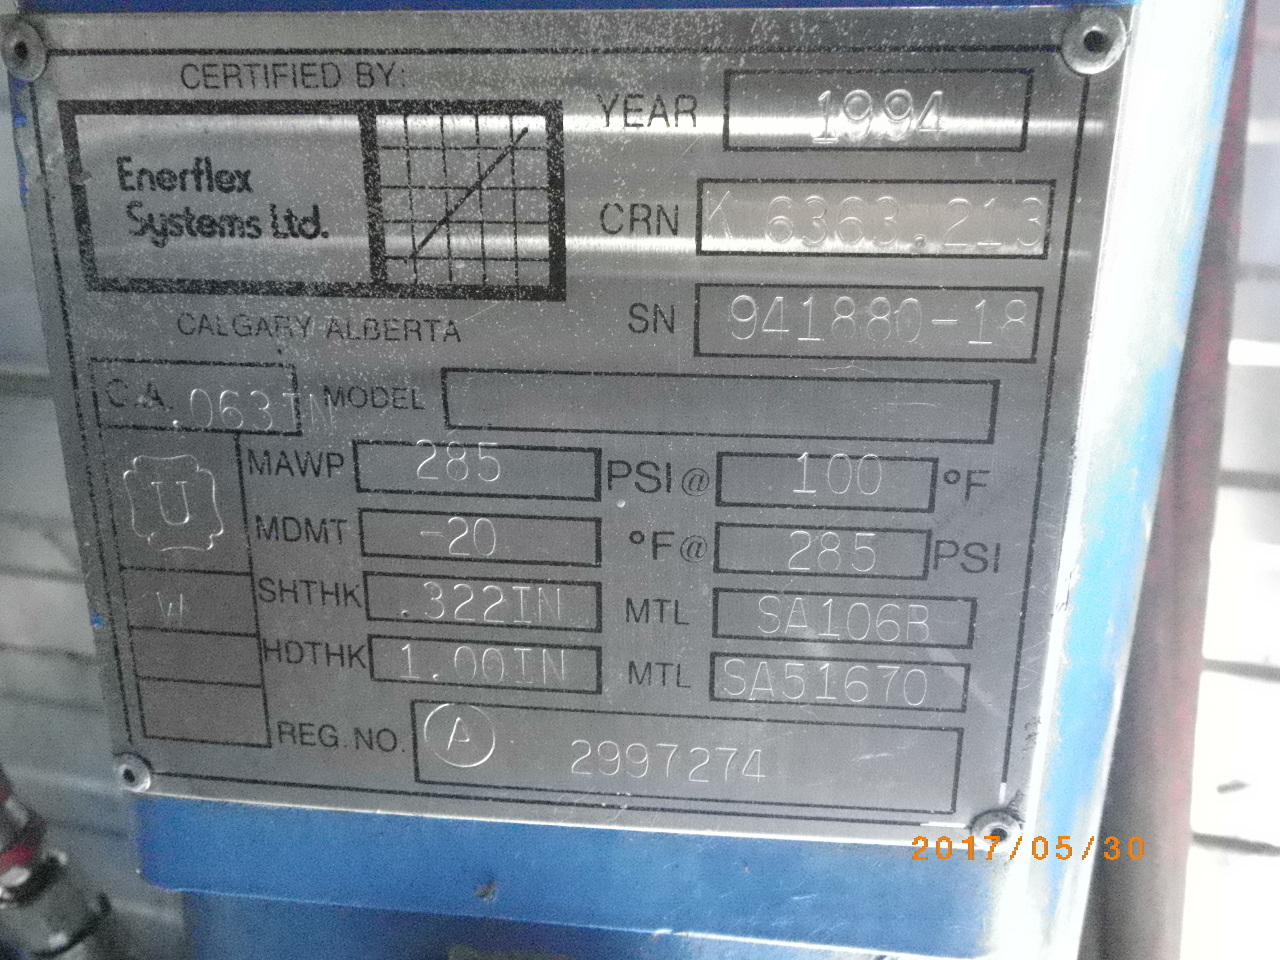 CERTIFIED BY:
Enerflex
Systems Ltd.
CALGARY ALBERTA
YEAR 1994
CRN K 6363.213
SN 941880-18
C.A. .063IN MODEL
U
W
MAWP 285 PSI@ 100 °F
MDMT -20 °F@ 285 PSI
SHTHK .322IN MTL SA106B
HDTHK 1.00IN MTL SA51670
REG. NO. A 2997274
2017/05/30